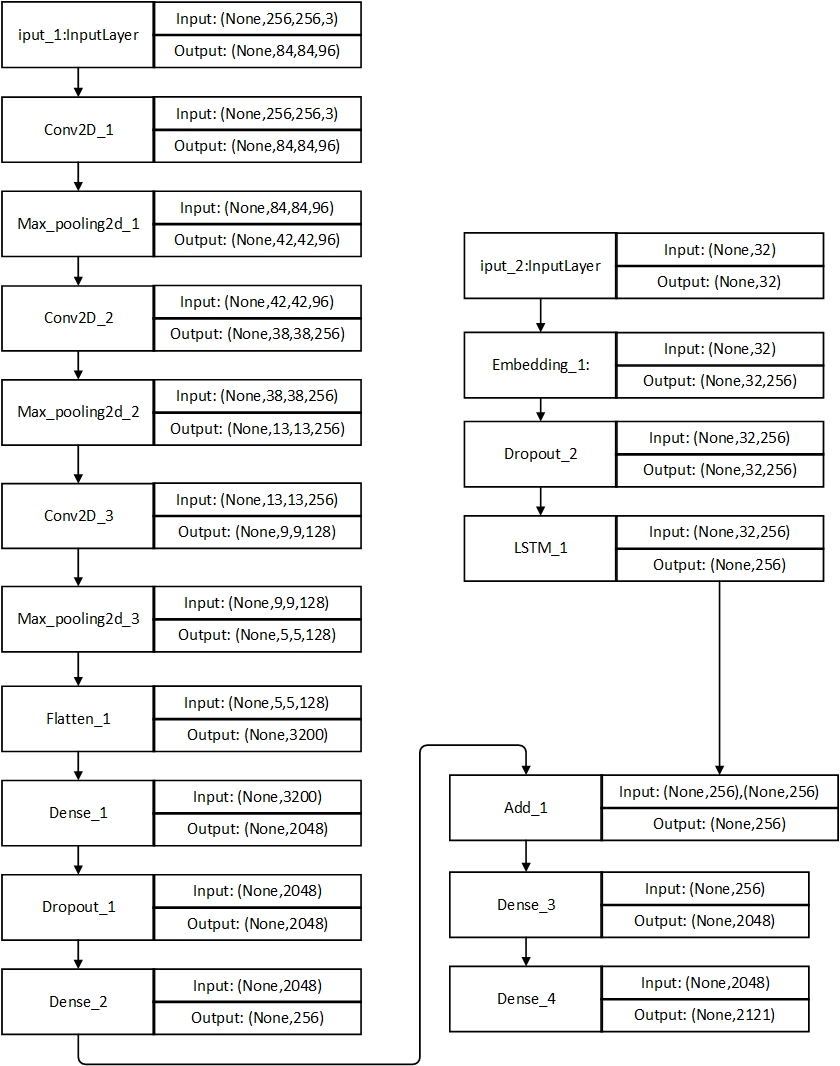 iput_1:InputLayer
Input: (None,256,256,3)
Output: (None,84,84,96)
Conv2D_1
Input: (None,256,256,3)
Output: (None,84,84,96)
Max_pooling2d_1
Input: (None,84,84,96)
Output: (None,42,42,96)
Conv2D_2
Input: (None,42,42,96)
Output: (None,38,38,256)
Max_pooling2d_2
Input: (None,38,38,256)
Output: (None,13,13,256)
Conv2D_3
Input: (None,13,13,256)
Output: (None,9,9,128)
Max_pooling2d_3
Input: (None,9,9,128)
Output: (None,5,5,128)
Flatten_1
Input: (None,5,5,128)
Output: (None,3200)
Dense_1
Input: (None,3200)
Output: (None,2048)
Dropout_1
Input: (None,2048)
Output: (None,2048)
Dense_2
Input: (None,2048)
Output: (None,256)
iput_2:InputLayer
Input: (None,32)
Output: (None,32)
Embedding_1:
Input: (None,32)
Output: (None,32,256)
Dropout_2
Input: (None,32,256)
Output: (None,32,256)
LSTM_1
Input: (None,32,256)
Output: (None,256)
Add_1
Input: (None,256),(None,256)
Output: (None,256)
Dense_3
Input: (None,256)
Output: (None,2048)
Dense_4
Input: (None,2048)
Output: (None,2121)